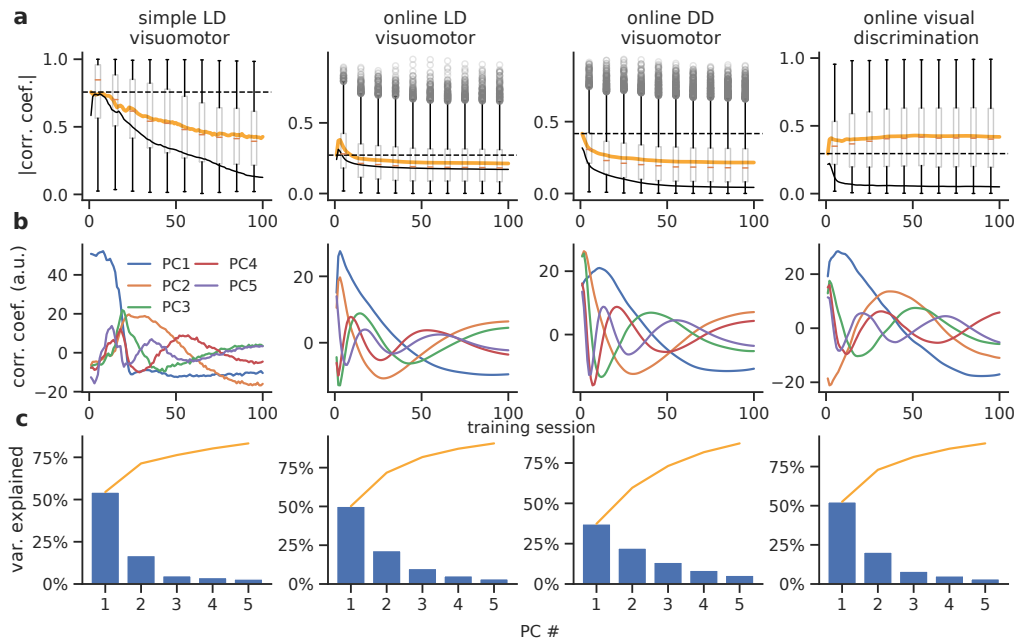 a
simple LD
visuomotor
online LD
visuomotor
online DD
visuomotor
online visual
discrimination
|corr. coef.|
1.0
0.5
0.0
0 50 100
0.5
0.0
0 50 100
0.5
0.0
0 50 100
1.0
0.5
0.0
0 50 100
b
corr. coef. (a.u.)
40
20
0
−20
PC1
PC2
PC3
PC4
PC5
0 50 100
20
0
0 50 100
20
0
0 50 100
20
0
−20
0 50 100
training session
c
var. explained
75%
50%
25%
0%
1 2 3 4 5
75%
50%
25%
0%
1 2 3 4 5
75%
50%
25%
0%
1 2 3 4 5
75%
50%
25%
0%
1 2 3 4 5
PC #